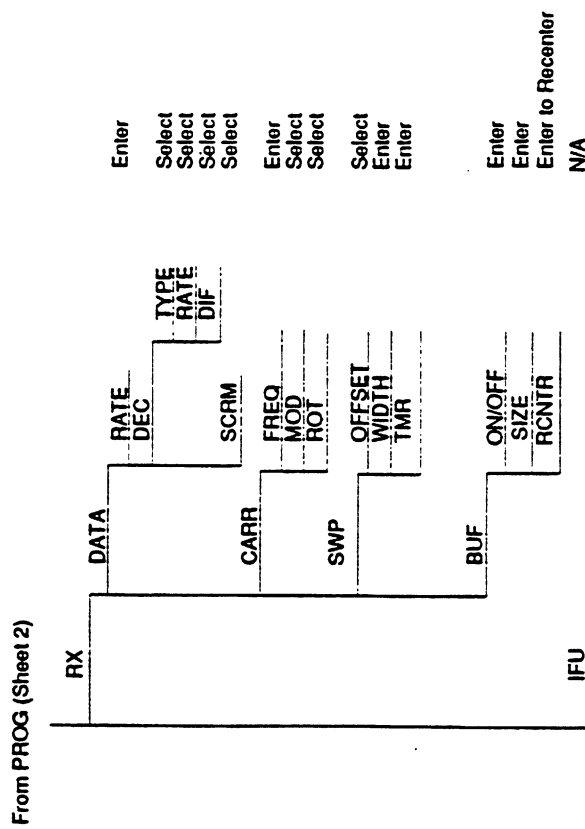 From PROG (Sheet 2)
RX
DATA
RATE Enter
DEC
TYPE Select
RATE Select
DIF Select
SCRM Select
CARR
FREQ Enter
MOD Select
ROT Select
SWP
OFFSET Select
WIDTH Enter
TMR Enter
BUF
ON/OFF Enter
SIZE Enter
RCNTR Enter to Recenter
IFU N/A